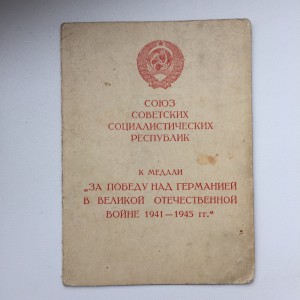 СОЮЗ
СОВЕТСКИХ
СОЦИАЛИСТИЧЕСКИХ
РЕСПУБЛИК
К МЕДАЛИ
„ЗА ПОБЕДУ НАД ГЕРМАНИЕЙ
В ВЕЛИКОЙ ОТЕЧЕСТВЕННОЙ
ВОЙНЕ 1941—1945 гг."